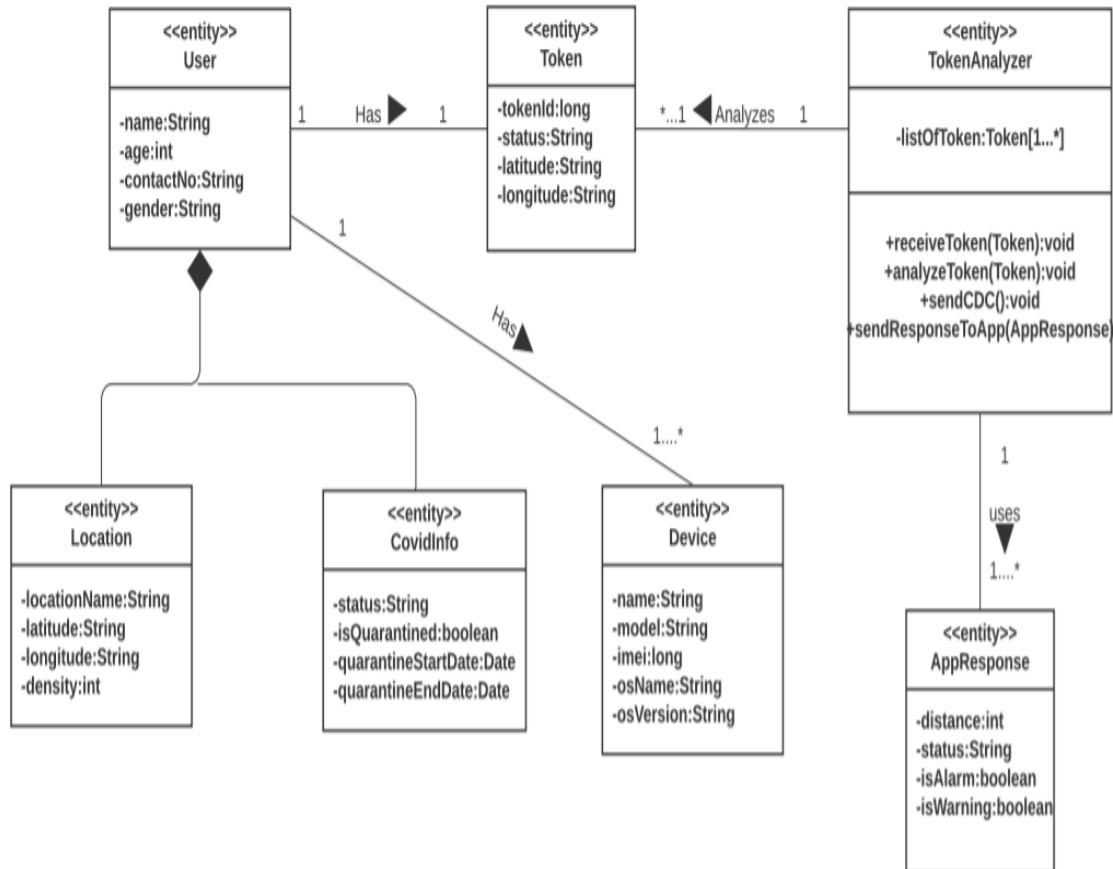 <<entity>>
User
-name:String
-age:int
-contactNo:String
-gender:String
1
Has
1
<<entity>>
Token
-tokenId:long
-status:String
-latitude:String
-longitude:String
*...1
Analyzes
1
<<entity>>
TokenAnalyzer
-listOfToken:Token[1...*]
+receiveToken(Token):void
+analyzeToken(Token):void
+sendCDC():void
+sendResponseToApp(AppResponse)
1
Has
1....*
1
uses
1....*
<<entity>>
Location
-locationName:String
-latitude:String
-longitude:String
-density:int
<<entity>>
CovidInfo
-status:String
-isQuarantined:boolean
-quarantineStartDate:Date
-quarantineEndDate:Date
<<entity>>
Device
-name:String
-model:String
-imei:long
-osName:String
-osVersion:String
<<entity>>
AppResponse
-distance:int
-status:String
-isAlarm:boolean
-isWarning:boolean